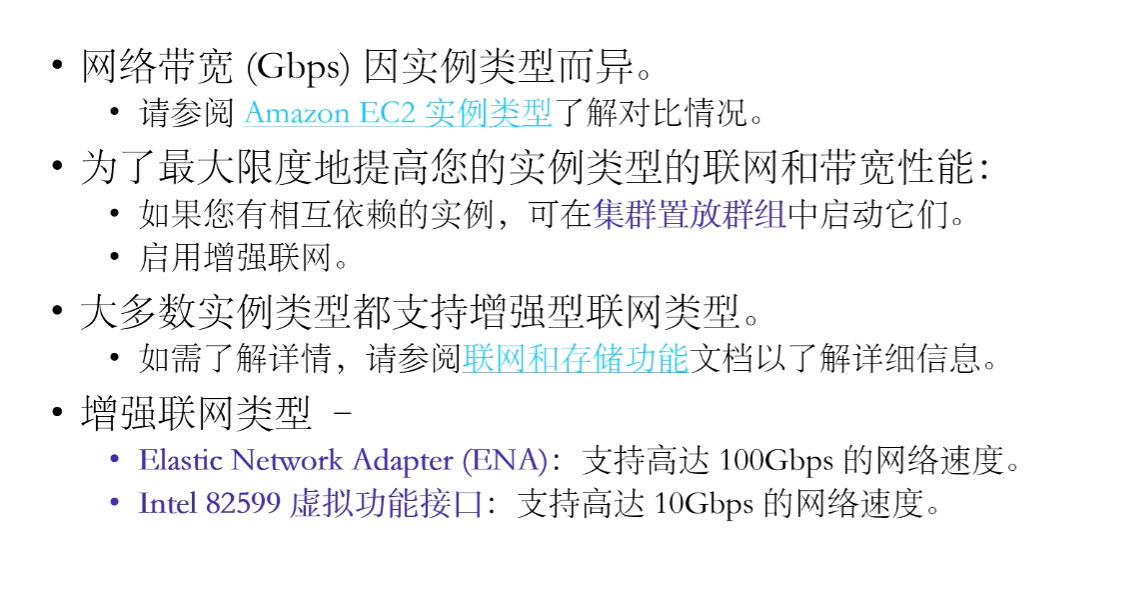 • 网络带宽 (Gbps) 因实例类型而异。
• 请参阅 Amazon EC2 实例类型了解对比情况。
• 为了最大限度地提高您的实例类型的联网和带宽性能：
• 如果您有相互依赖的实例，可在集群置放群组中启动它们。
• 启用增强联网。
• 大多数实例类型都支持增强型联网类型。
• 如需了解详情，请参阅联网和存储功能文档以了解详细信息。
• 增强联网类型 –
• Elastic Network Adapter (ENA)：支持高达 100Gbps 的网络速度。
• Intel 82599 虚拟功能接口：支持高达 10Gbps 的网络速度。